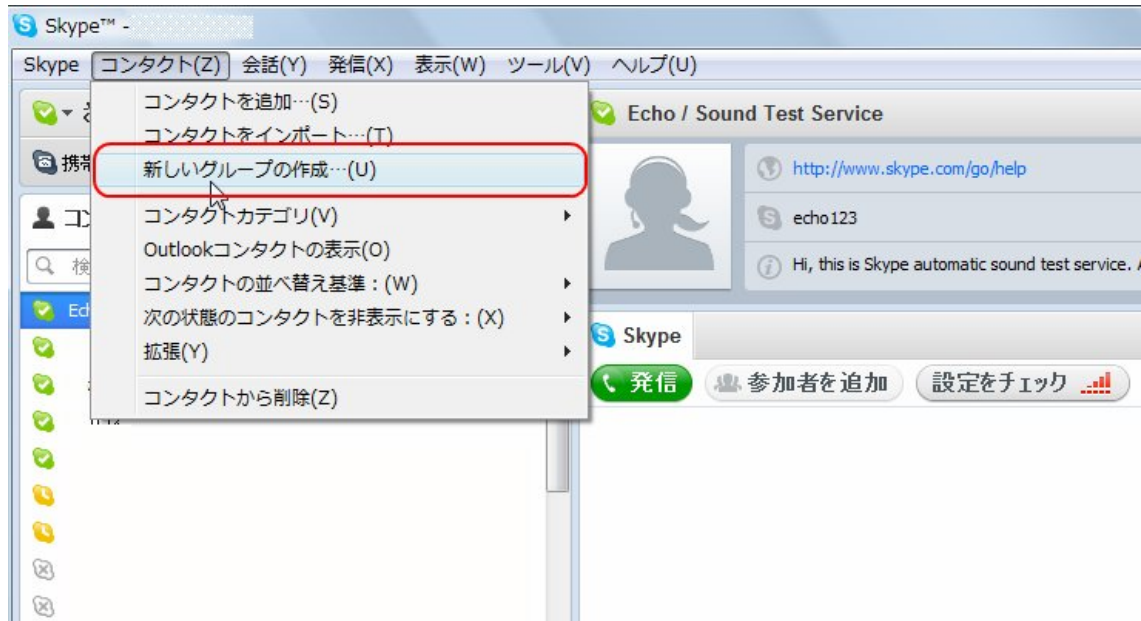 Skype™ -
Skype コンタクト(Z) 会話(Y) 発信(X) 表示(W) ツール(V) ヘルプ(U)
コンタクトを追加…(S)
コンタクトをインポート…(T)
新しいグループの作成…(U)
コンタクトカテゴリ(V)
Outlookコンタクトの表示(O)
コンタクトの並べ替え基準：(W)
次の状態のコンタクトを非表示にする：(X)
拡張(Y)
コンタクトから削除(Z)
携帯
コン
検
Ech
Echo / Sound Test Service
http://www.skype.com/go/help
echo123
Hi, this is Skype automatic sound test service.
Skype
発信 参加者を追加 設定をチェック